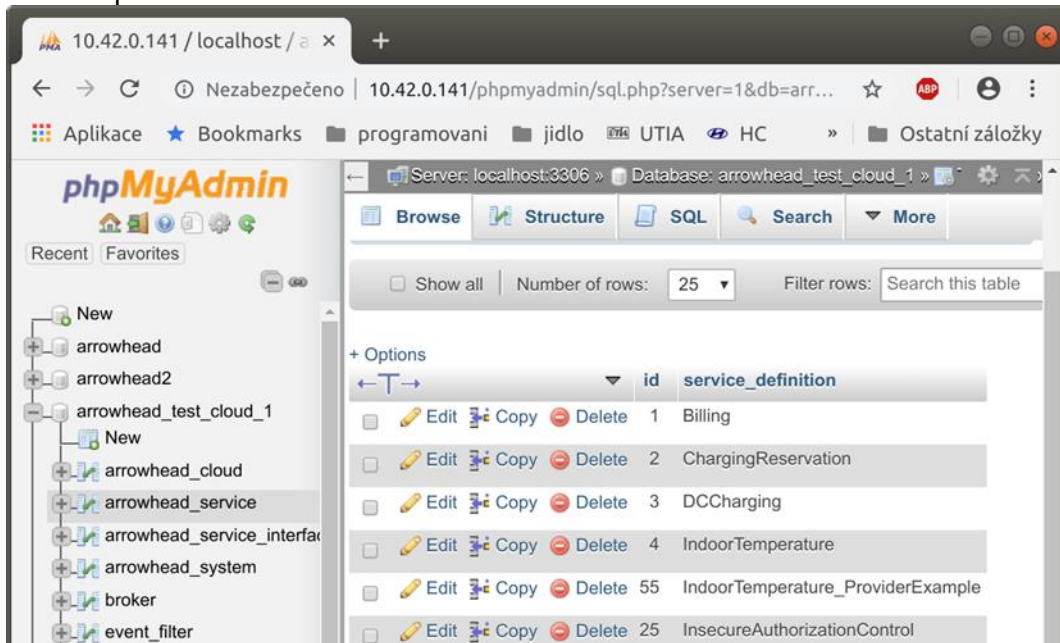 10.42.0.141 / localhost / a
Nezabezpečeno | 10.42.0.141/phpmyadmin/sql.php?server=1&db=arr...
ABP
Aplikace Bookmarks programovani jidlo UTIA HC » Ostatní záložky
phpMyAdmin
Recent Favorites
New
arrowhead
arrowhead2
arrowhead_test_cloud_1
New
arrowhead_cloud
arrowhead_service
arrowhead_service_interfac
arrowhead_system
broker
event_filter
Server: localhost:3306 » Database: arrowhead_test_cloud_1 »
Browse Structure SQL Search More
Show all Number of rows: 25 Filter rows: Search this table
+ Options
id service_definition
Edit Copy Delete 1 Billing
Edit Copy Delete 2 ChargingReservation
Edit Copy Delete 3 DCCharging
Edit Copy Delete 4 IndoorTemperature
Edit Copy Delete 55 IndoorTemperature_ProviderExample
Edit Copy Delete 25 InsecureAuthorizationControl